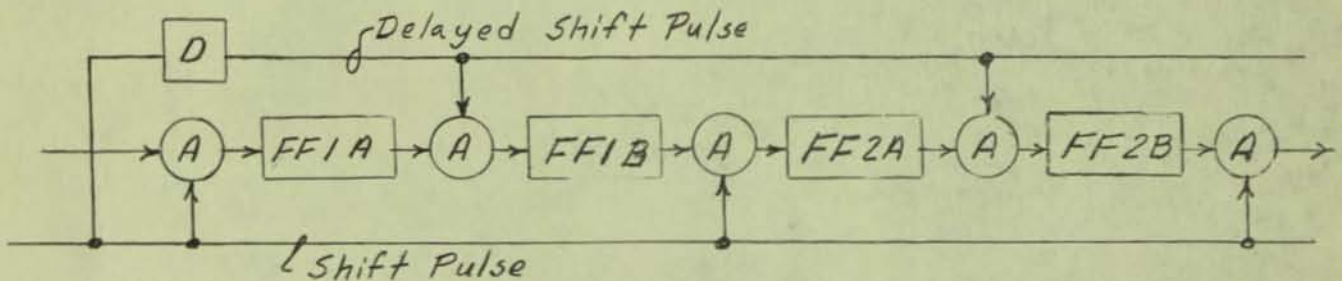 Delayed Shift Pulse
D
A FF1A A FF1B A FF2A A FF2B A
Shift Pulse